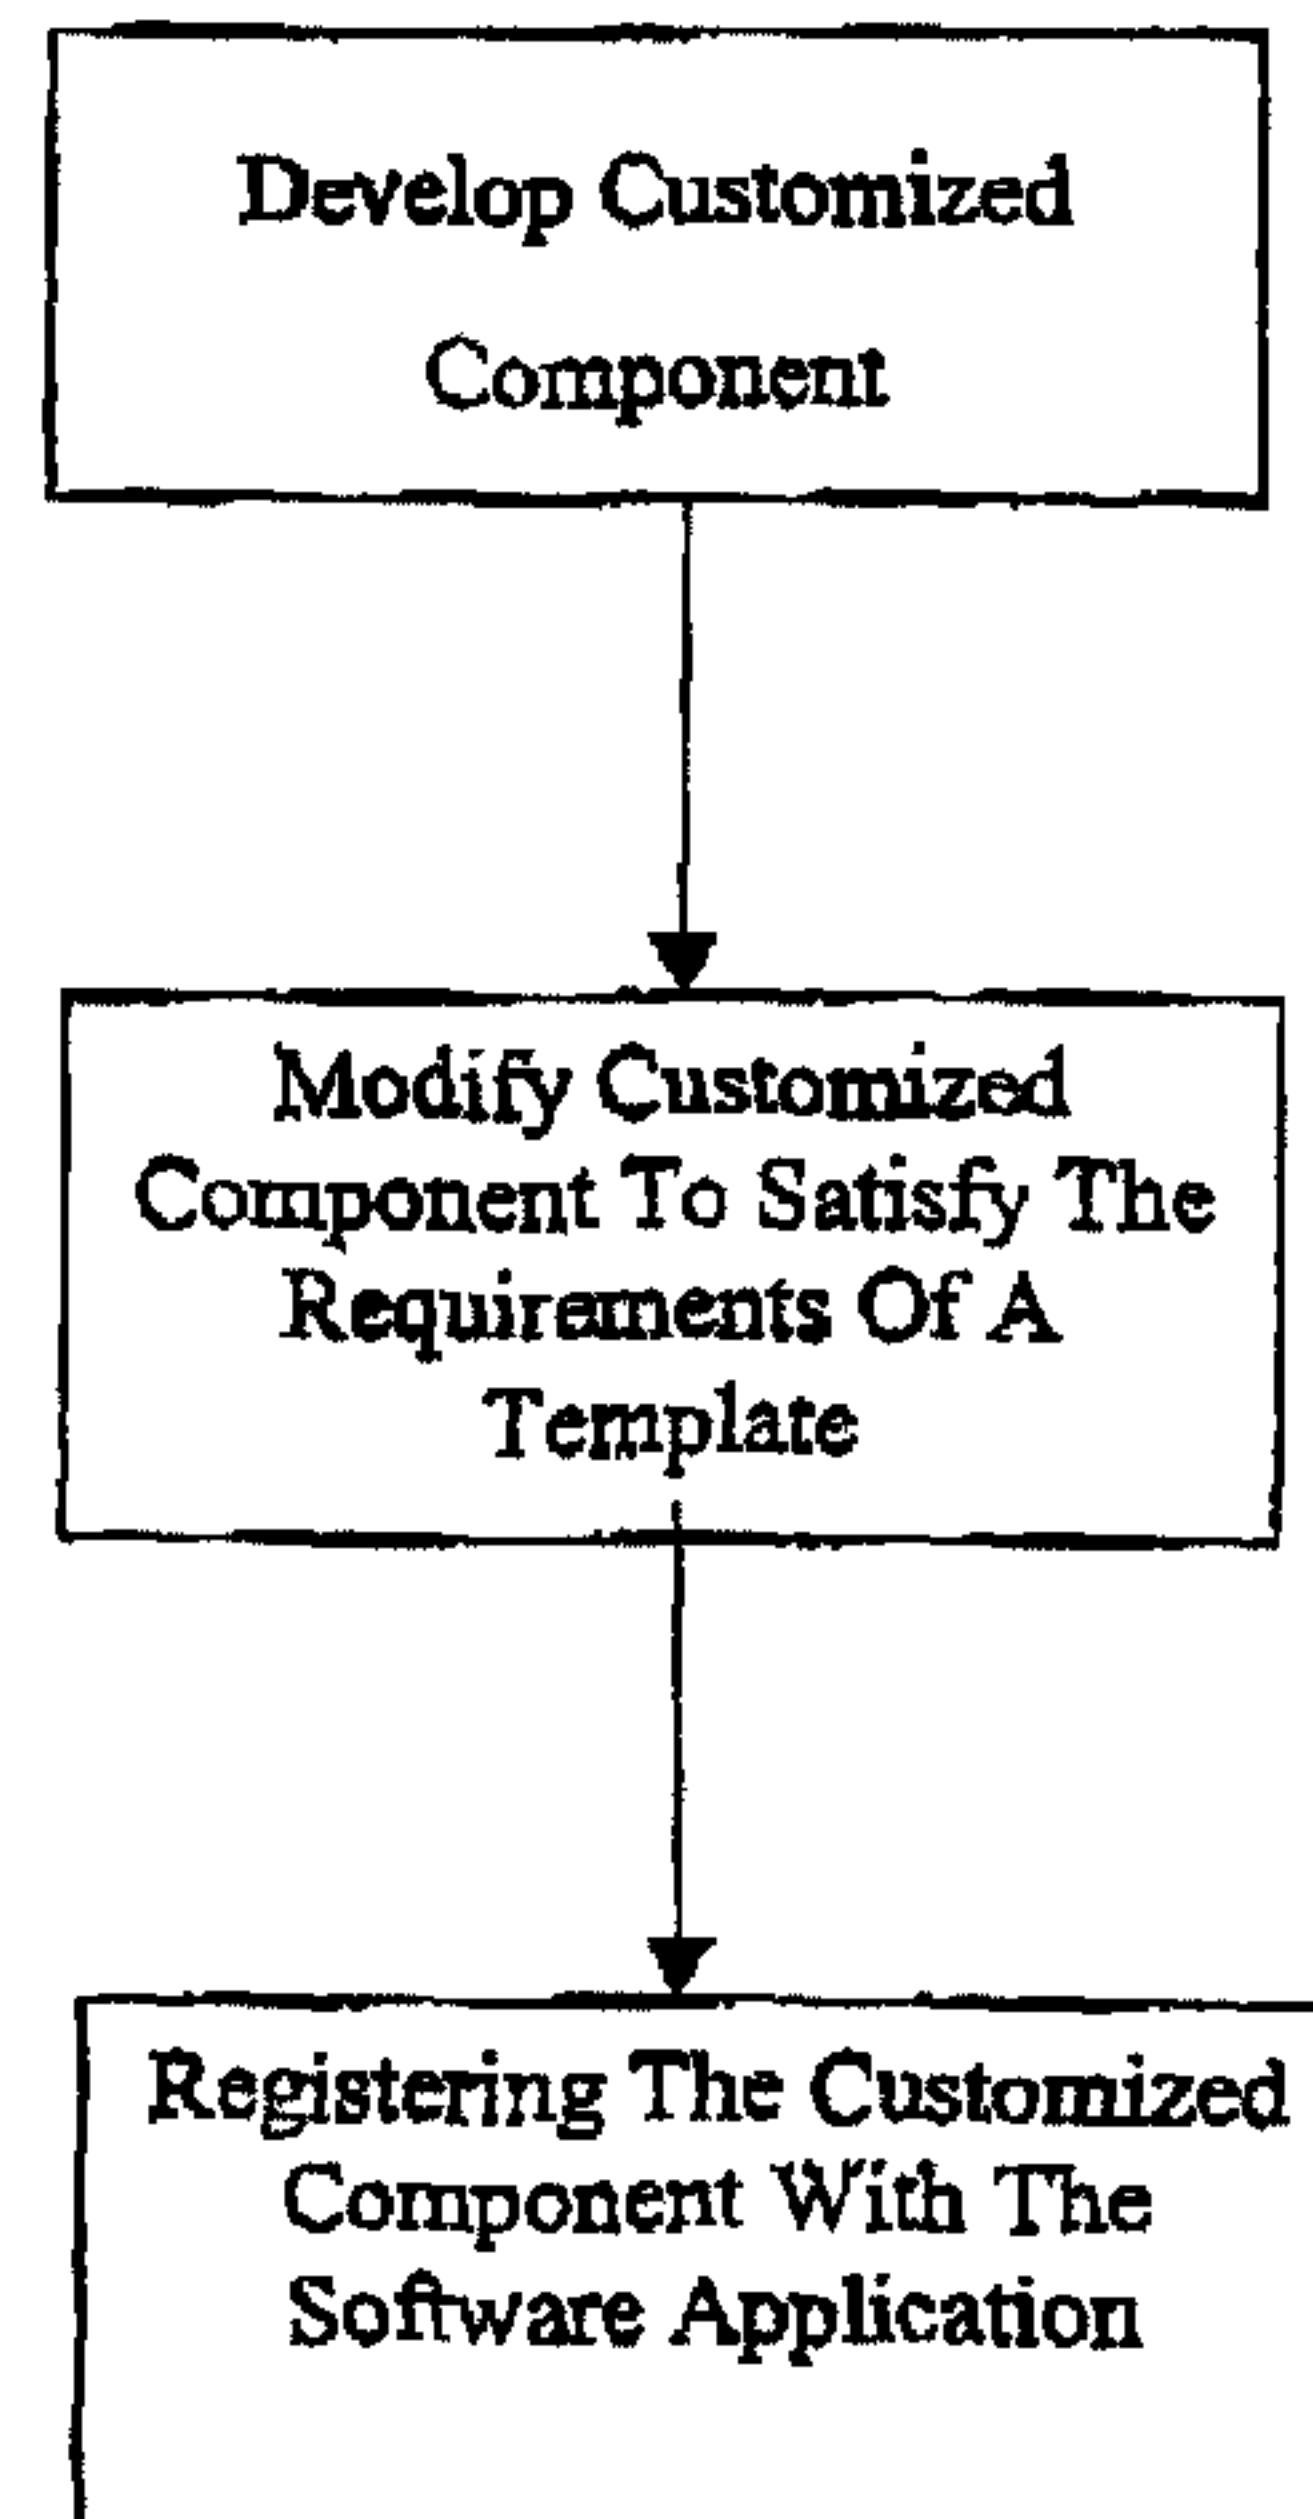 Develop Customized
Component
Modify Customized
Component To Satisfy The
Requirements Of A
Template
Registering The Customized
Component With The
Software Application